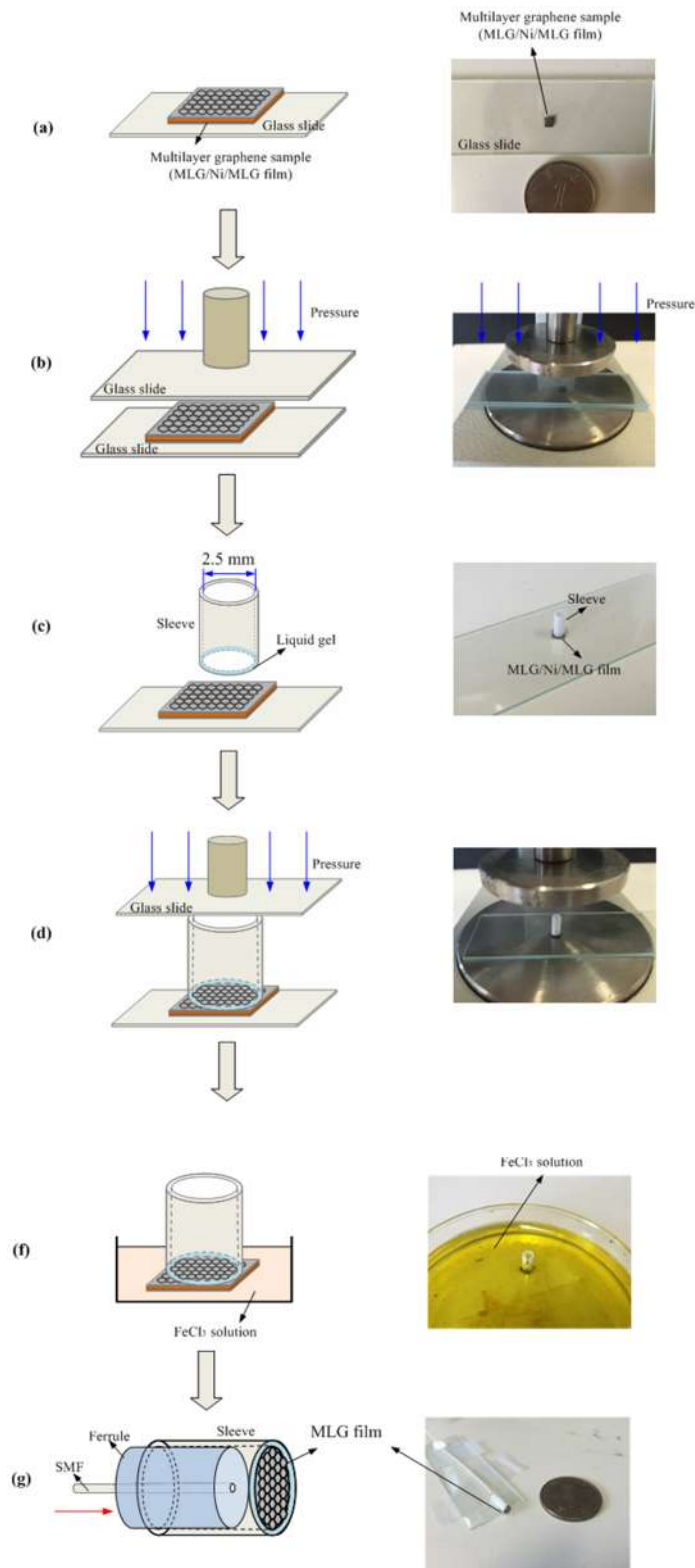 Multilayer graphene sample
(MLG/Ni/MLG film)
(a)
Glass slide
Multilayer graphene sample
(MLG/Ni/MLG film)
Glass slide
Pressure
Pressure
(b)
Glass slide
Glass slide
2.5 mm
(c)
Sleeve
Liquid gel
Sleeve
MLG/Ni/MLG film
Pressure
Glass slide
(d)
FeCl₃ solution
(f)
FeCl₃ solution
Sleeve
Ferrule
MLG film
SMF
(g)